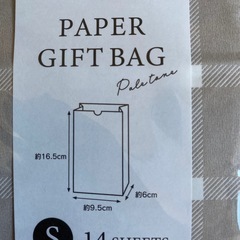 PAPER
GIFT BAG
Pale tone
約16.5cm
約6cm
約9.5cm
S
14 SHEETS